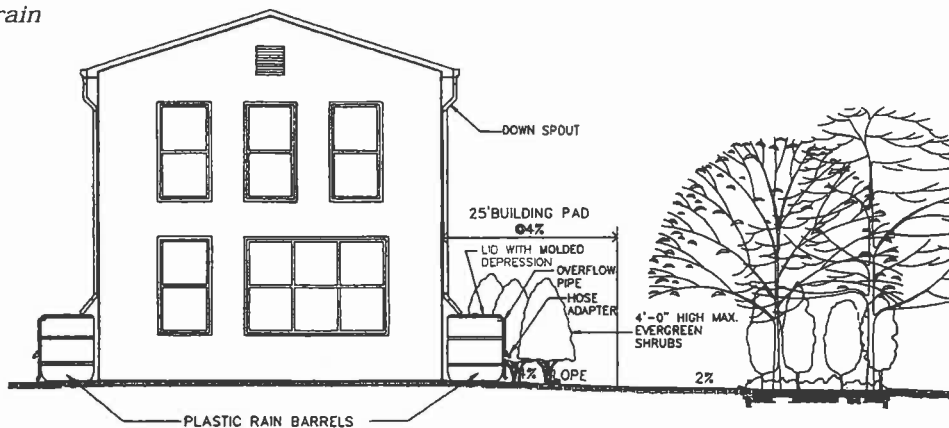 rain
DOWN SPOUT
25'BUILDING PAD
@4%
LID WITH MOLDED
DEPRESSION
OVERFLOW
PIPE
HOSE
ADAPTER
4'-0" HIGH MAX.
EVERGREEN
SHRUBS
4%
OPE
2%
PLASTIC RAIN BARRELS